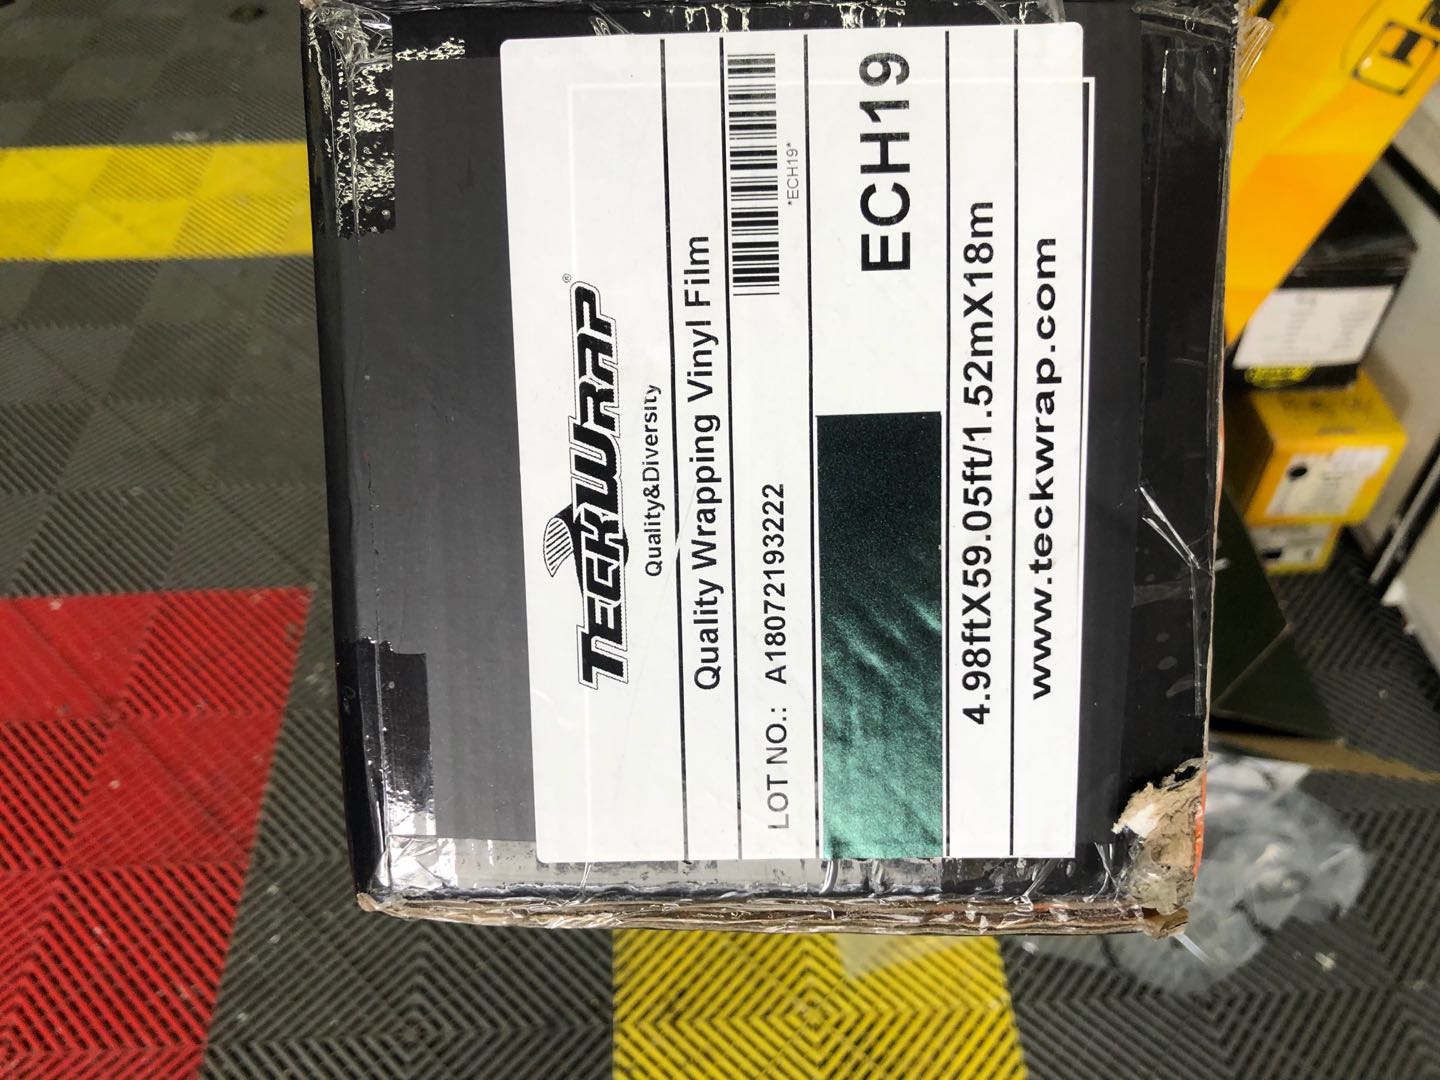 TECKWRAP®
Quality&Diversity
Quality Wrapping Vinyl Film
LOT NO.: A18072193222
*ECH19*
ECH19
4.98ftX59.05ft/1.52mX18m
www.teckwrap.com